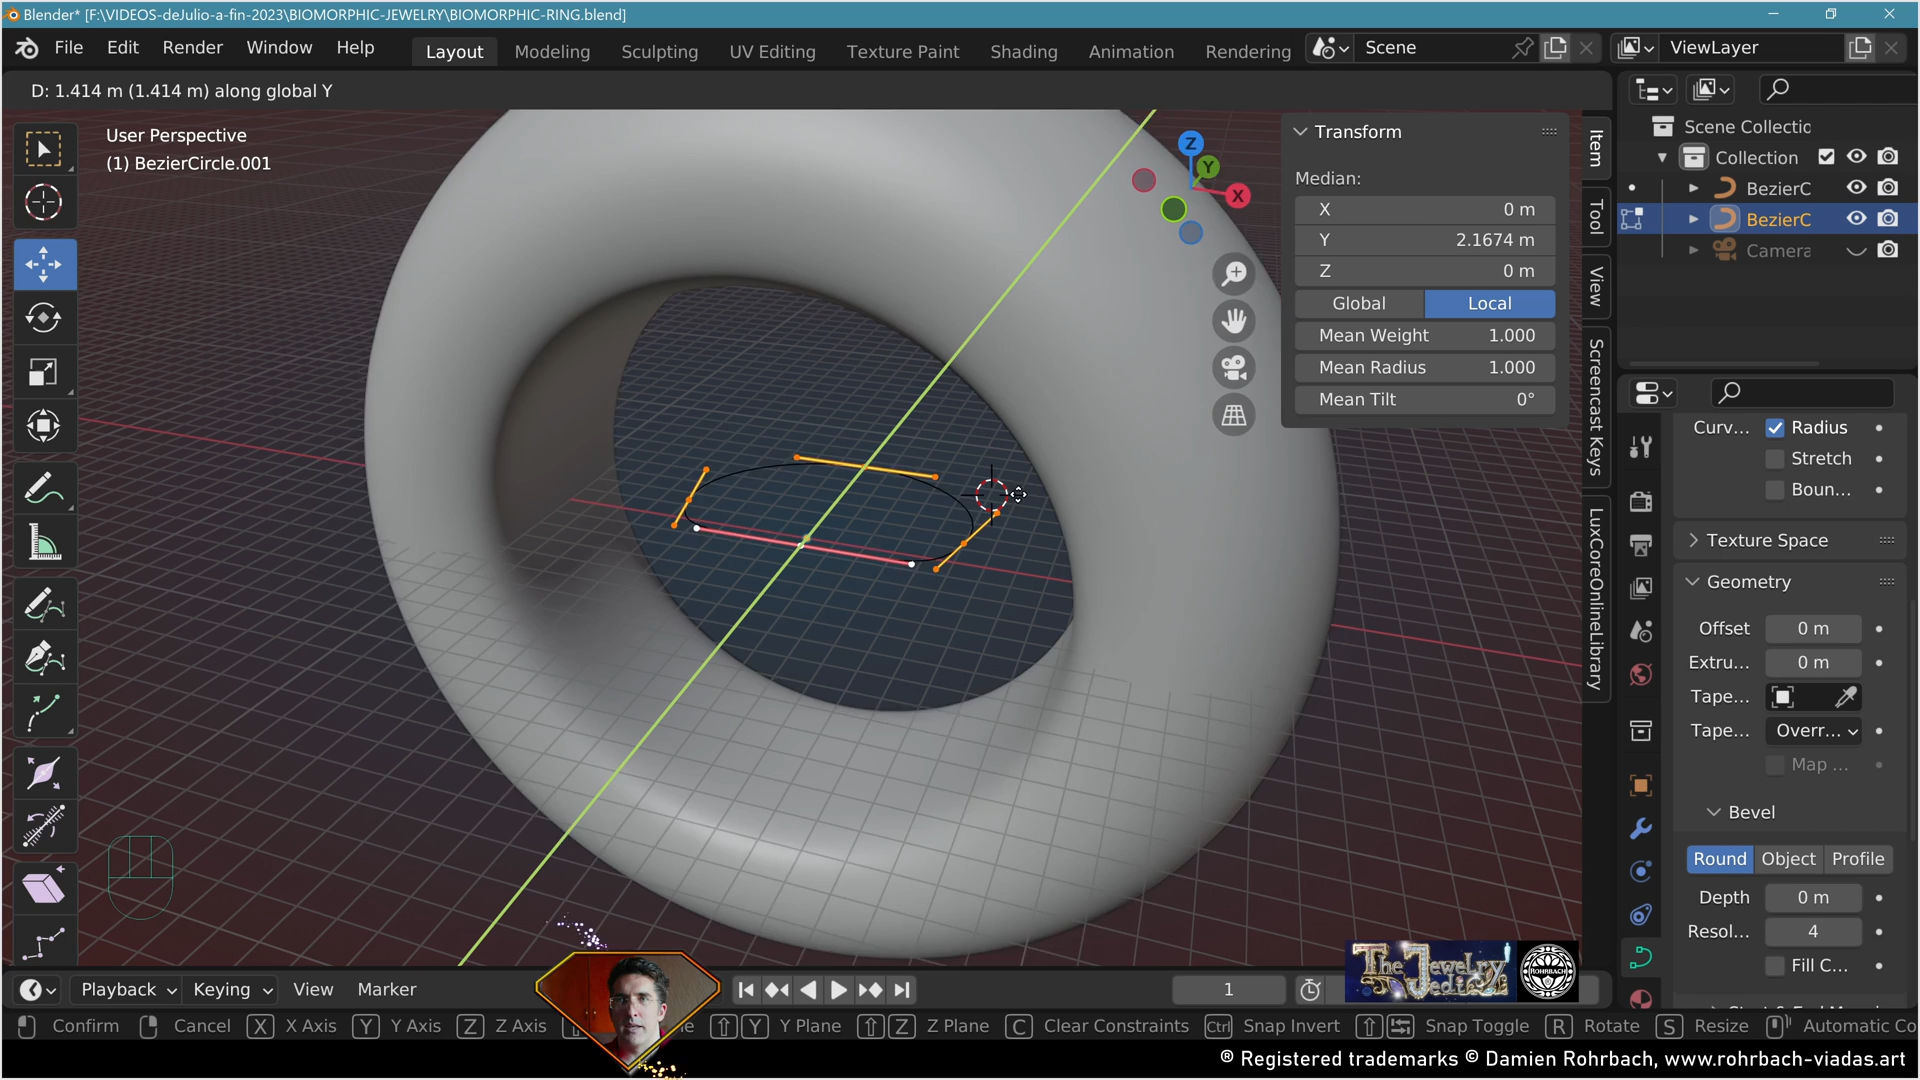 Blender* [F:\VIDEOS-deJulio-a-fin-2023\BIOMORPHIC-JEWELRY\BIOMORPHIC-RING.blend]
File Edit Render Window Help Layout Modeling Sculpting UV Editing Texture Paint Shading Animation Rendering Scene ViewLayer
D: 1.414 m (1.414 m) along global Y
User Perspective
(1) BezierCircle.001
Z
Y
X
Transform
Median:
X 0 m
Y 2.1674 m
Z 0 m
Global Local
Mean Weight 1.000
Mean Radius 1.000
Mean Tilt 0°
Item
Tool
View
Screencast Keys
LuxCoreOnlineLibrary
Scene Collectic
Collection
BezierC
BezierC
Camera
Curv... Radius
Stretch
Boun...
Texture Space
Geometry
Offset 0 m
Extru... 0 m
Tape...
Tape... Overr...
Map ...
Bevel
Round Object Profile
Depth 0 m
Resol... 4
Fill C...
Playback Keying View Marker 1
The Jewelry Jedi
ROHRBACH
Confirm Cancel X X Axis Y Y Axis Z Z Axis Y Y Plane Z Z Plane C Clear Constraints Ctrl Snap Invert Snap Toggle R Rotate S Resize Automatic Co
® Registered trademarks © Damien Rohrbach, www.rohrbach-viadas.art